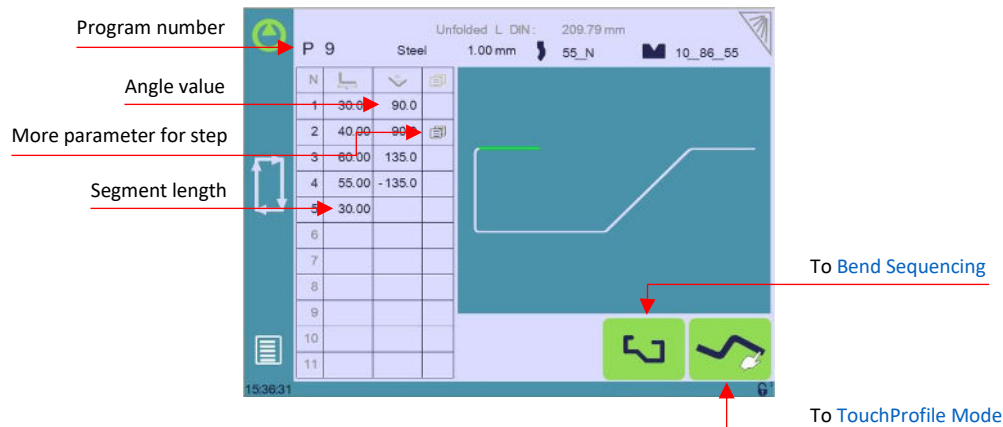 Program number
Angle value
More parameter for step
Segment length
Unfolded L DIN: 209.79 mm
P 9 Steel 1.00 mm 55_N 10_86_55
N
1 30.0 90.0
2 40.00 90.0
3 60.00 135.0
4 55.00 -135.0
5 30.00
6
7
8
9
10
11
15:36:31
To Bend Sequencing
To TouchProfile Mode